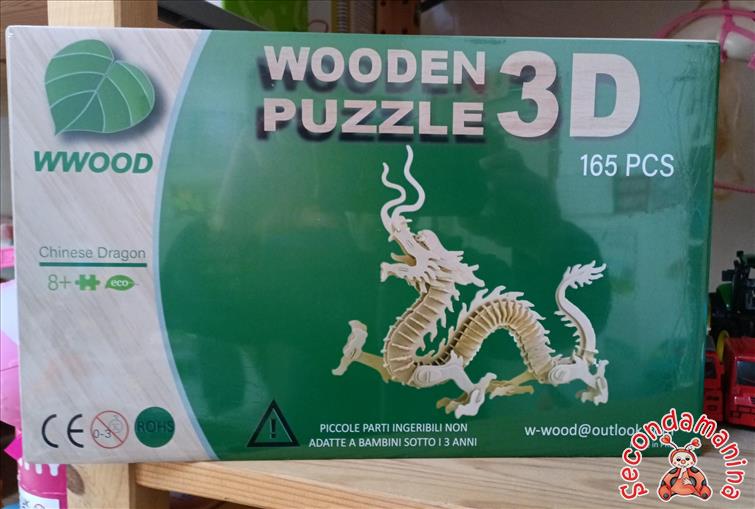 WOODEN
PUZZLE
3D
165 PCS
WWOOD
Chinese Dragon
8+
eco
CE
0-3
ROHS
PICCOLE PARTI INGERIBILI NON
ADATTE A BAMBINI SOTTO I 3 ANNI
w-wood@outlook
secondamanina